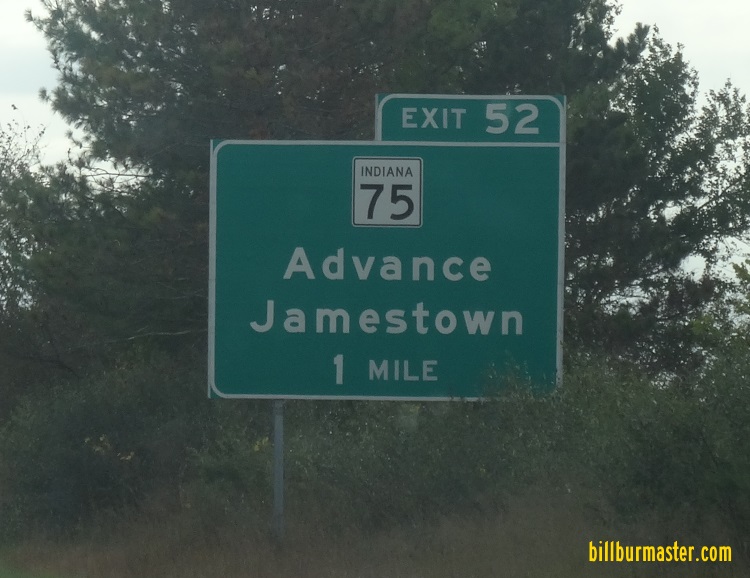 EXIT 52
INDIANA
75
Advance
Jamestown
1 MILE
billburmaster.com